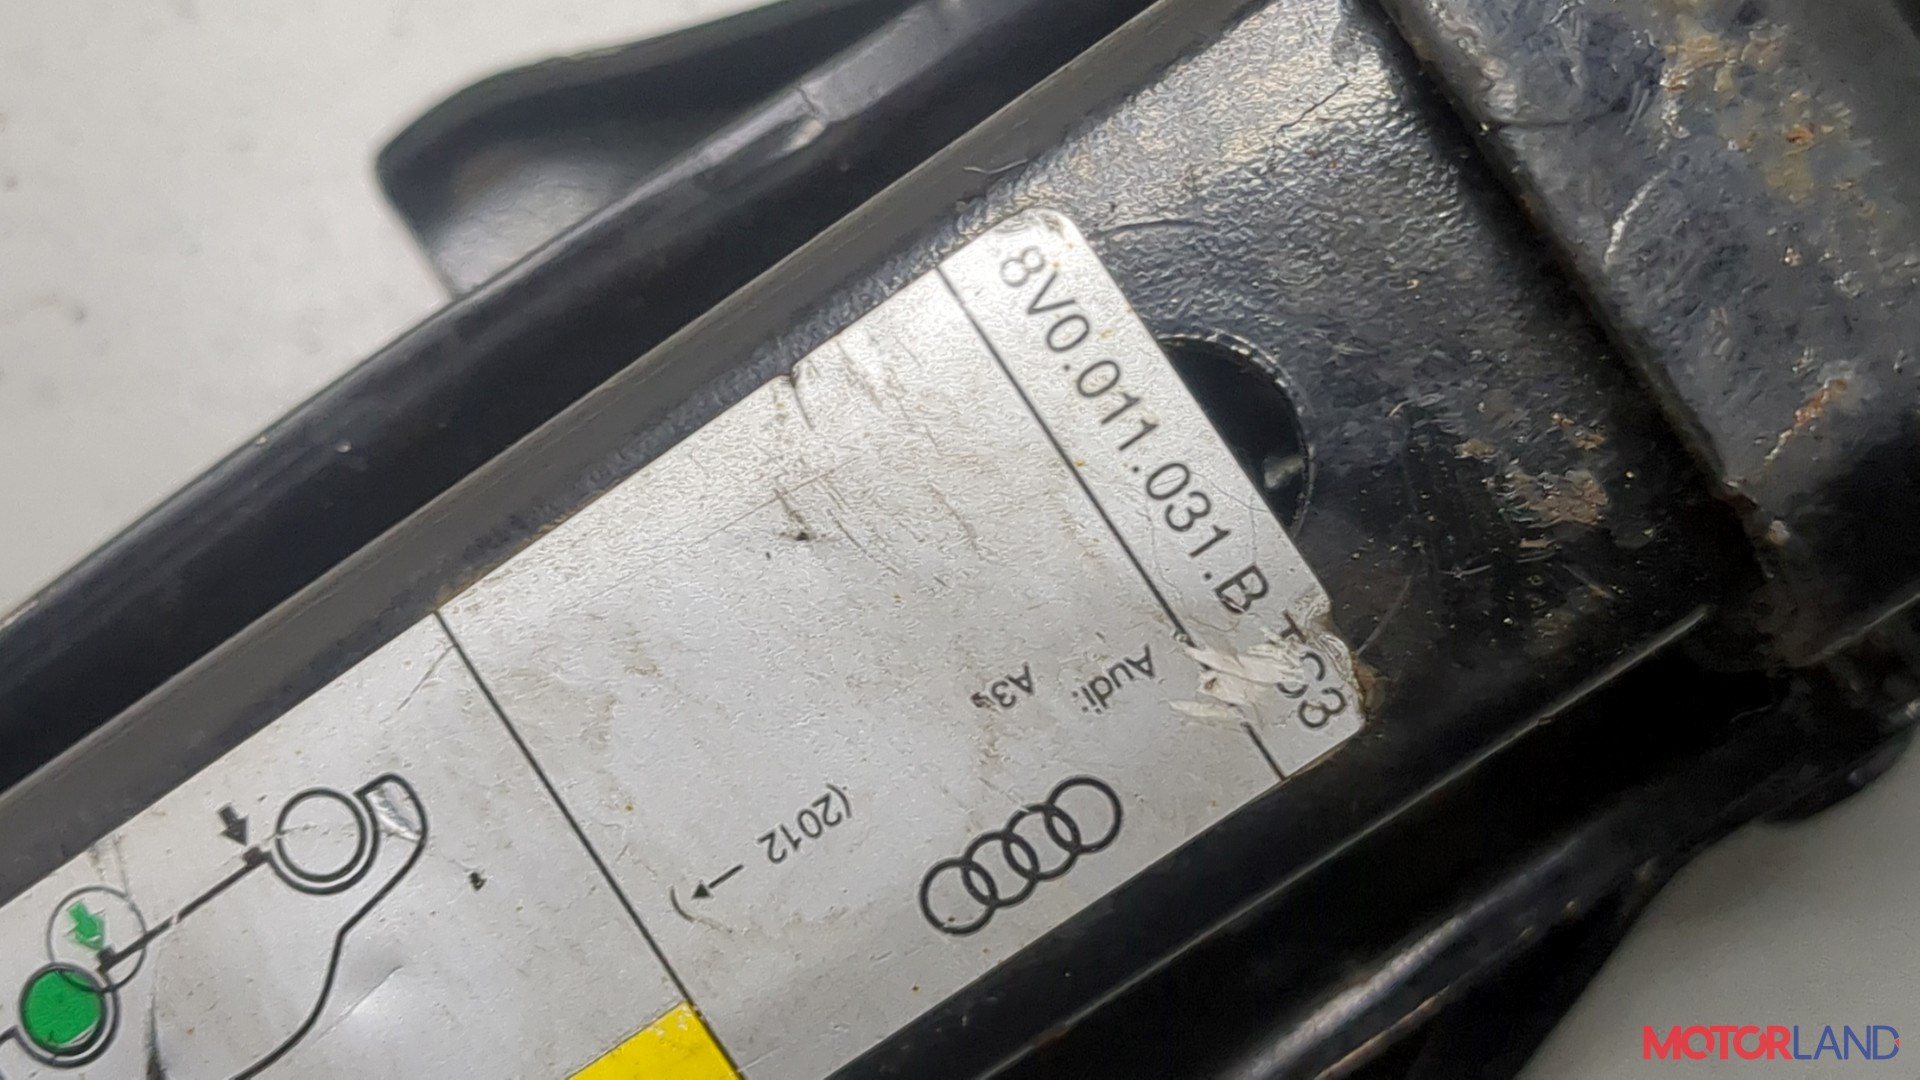 8V0.011.031.B
Audi:
A3
(2012 → )
MOTORLAND